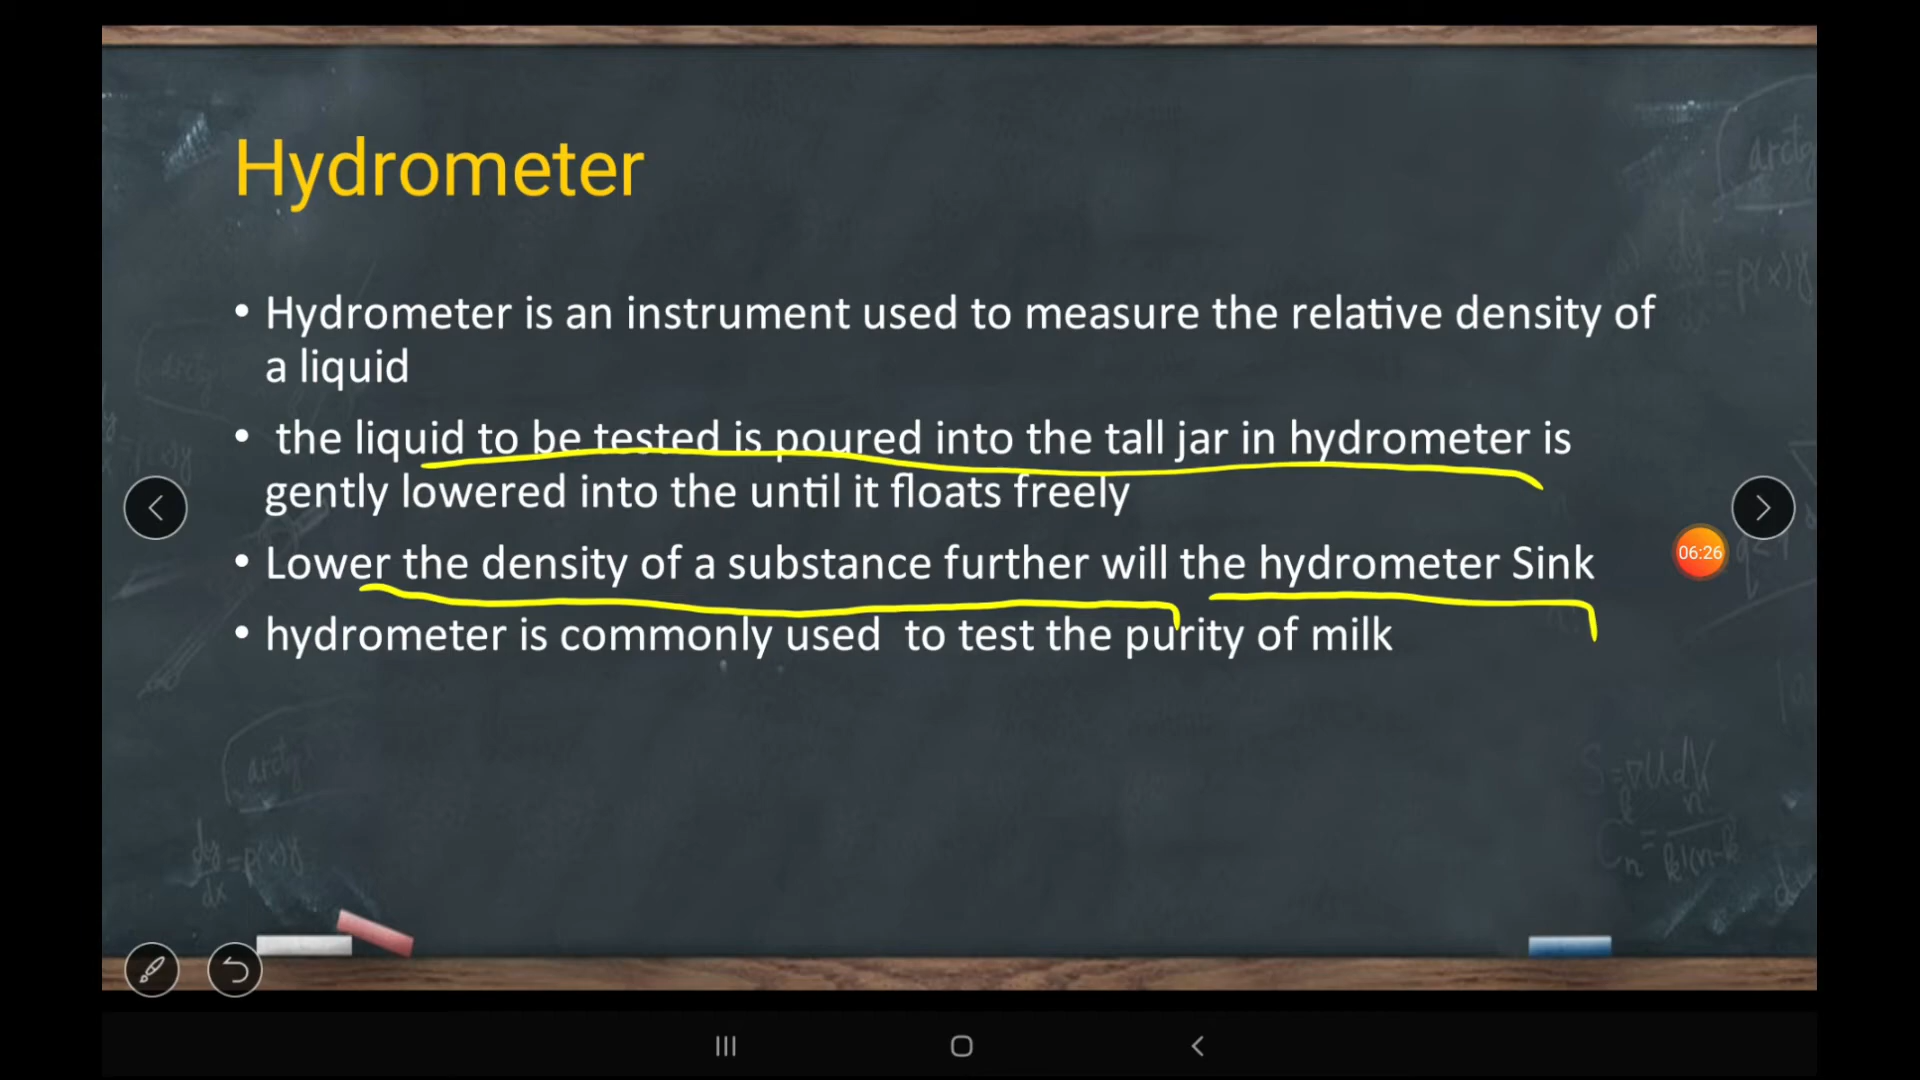 Hydrometer
• Hydrometer is an instrument used to measure the relative density of
a liquid
• the liquid to be tested is poured into the tall jar in hydrometer is
gently lowered into the until it floats freely
• Lower the density of a substance further will the hydrometer Sink
• hydrometer is commonly used to test the purity of milk
06:26